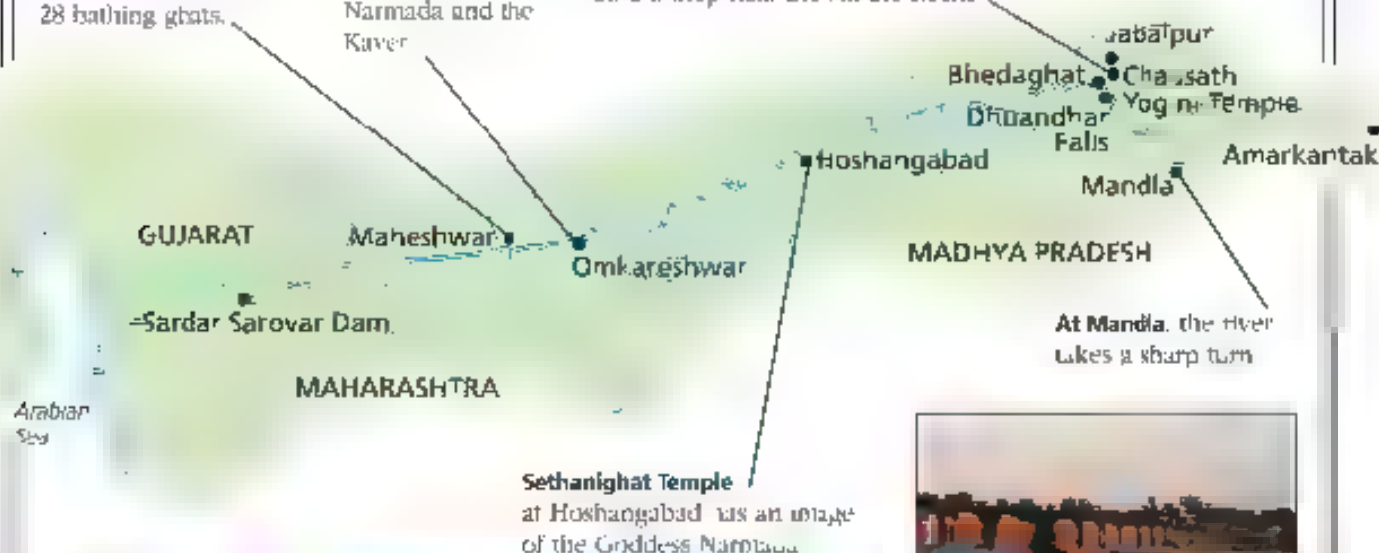 28 bathing ghats.
Narmada and the
Bhedaghat
Dhuandhar
Falls
Temple
Amarkantak
Mandla
Hoshangabad
MADHYA PRADESH
GUJARAT
Maheshwar
Omkareshwar
Sardar Sarovar Dam
MAHARASHTRA
Arabian
Sea
At Mandla, the river
takes a sharp turn
Sethanighat Temple
at Hoshangabad has an image
of the Goddess Narmada